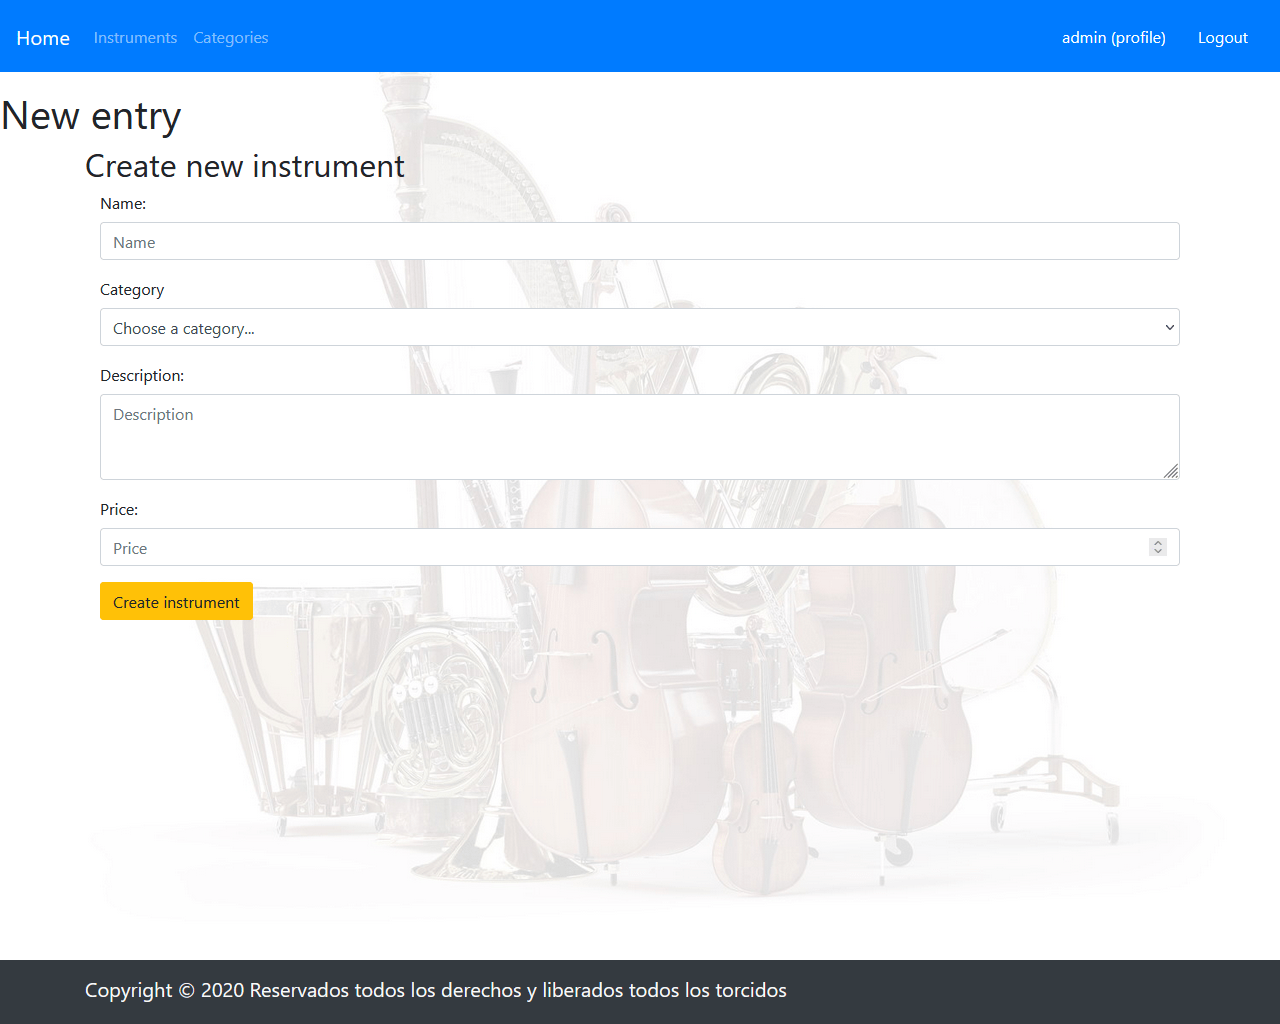 Home Instruments Categories admin (profile) Logout
New entry
Create new instrument
Name:
Name
Category
Choose a category...
Description:
Description
Price:
Price
Create instrument
Copyright © 2020 Reservados todos los derechos y liberados todos los torcidos